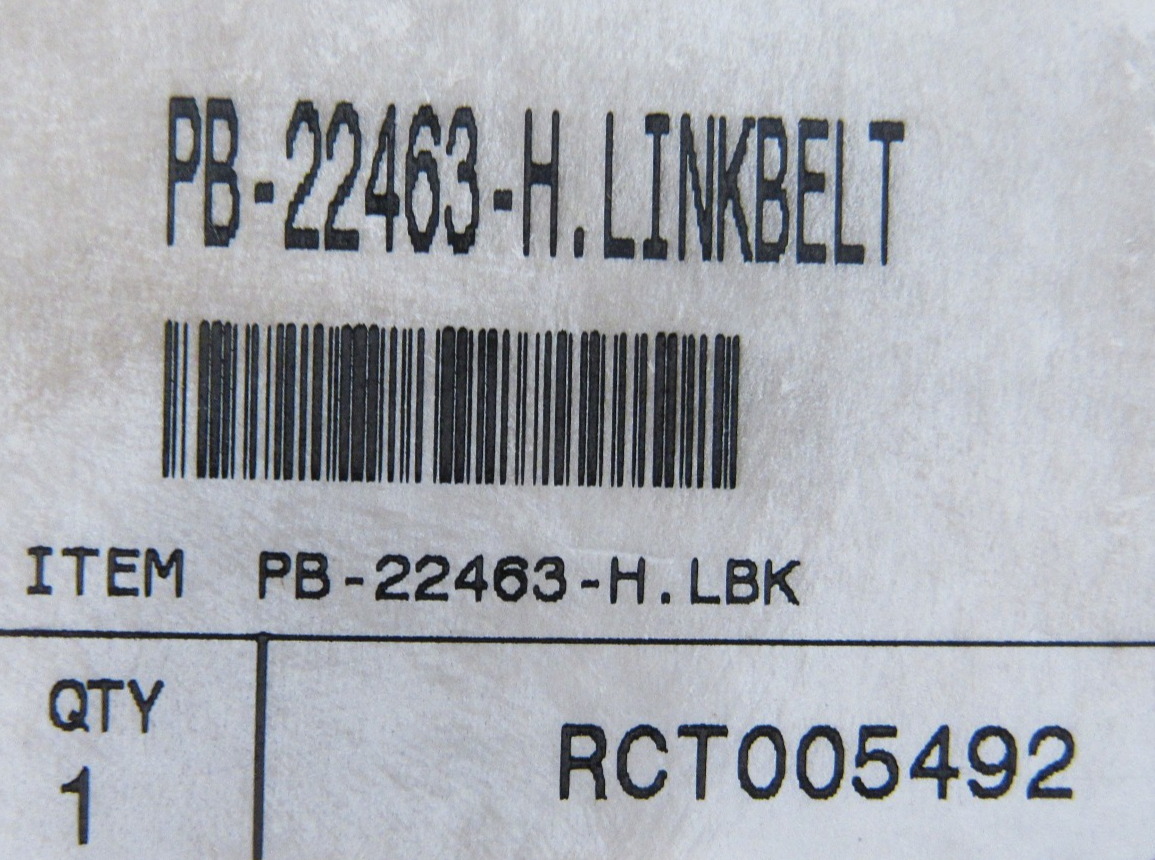 PB-22463-H.LINKBELT
ITEM PB-22463-H.LBK
QTY
1
RCT005492